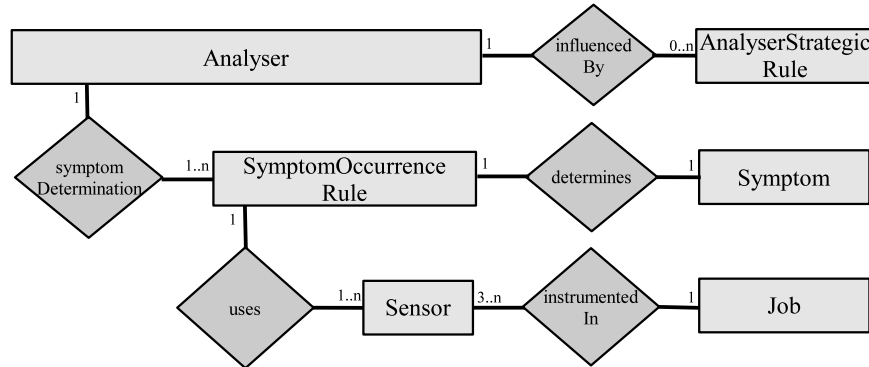 1
influenced
By
0..n
AnalyserStrategic
Rule
Analyser
1
symptom
Determination
1..n
SymptomOccurrence
Rule
1
determines
1
Symptom
1
uses
1..n
Sensor
3..n
instrumented
In
1
Job